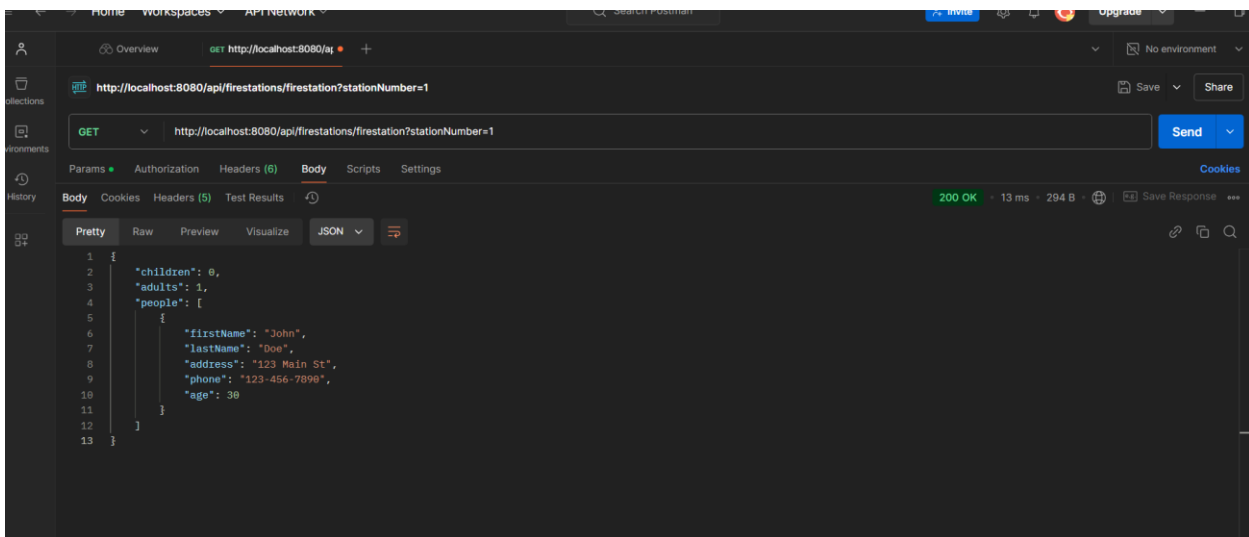 Home Workspaces API Network Search Postman Invite Upgrade
Overview GET http://localhost:8080/ap No environment
HTTP http://localhost:8080/api/firestations/firestation?stationNumber=1 Save Share
GET http://localhost:8080/api/firestations/firestation?stationNumber=1 Send
Params Authorization Headers (6) Body Scripts Settings Cookies
Body Cookies Headers (5) Test Results 200 OK 13 ms 294 B Save Response
Pretty Raw Preview Visualize JSON
ollections
vironments
History
1 {
2 "children": 0,
3 "adults": 1,
4 "people": [
5 {
6 "firstName": "John",
7 "lastName": "Doe",
8 "address": "123 Main St",
9 "phone": "123-456-7890",
10 "age": 30
11 }
12 ]
13 }